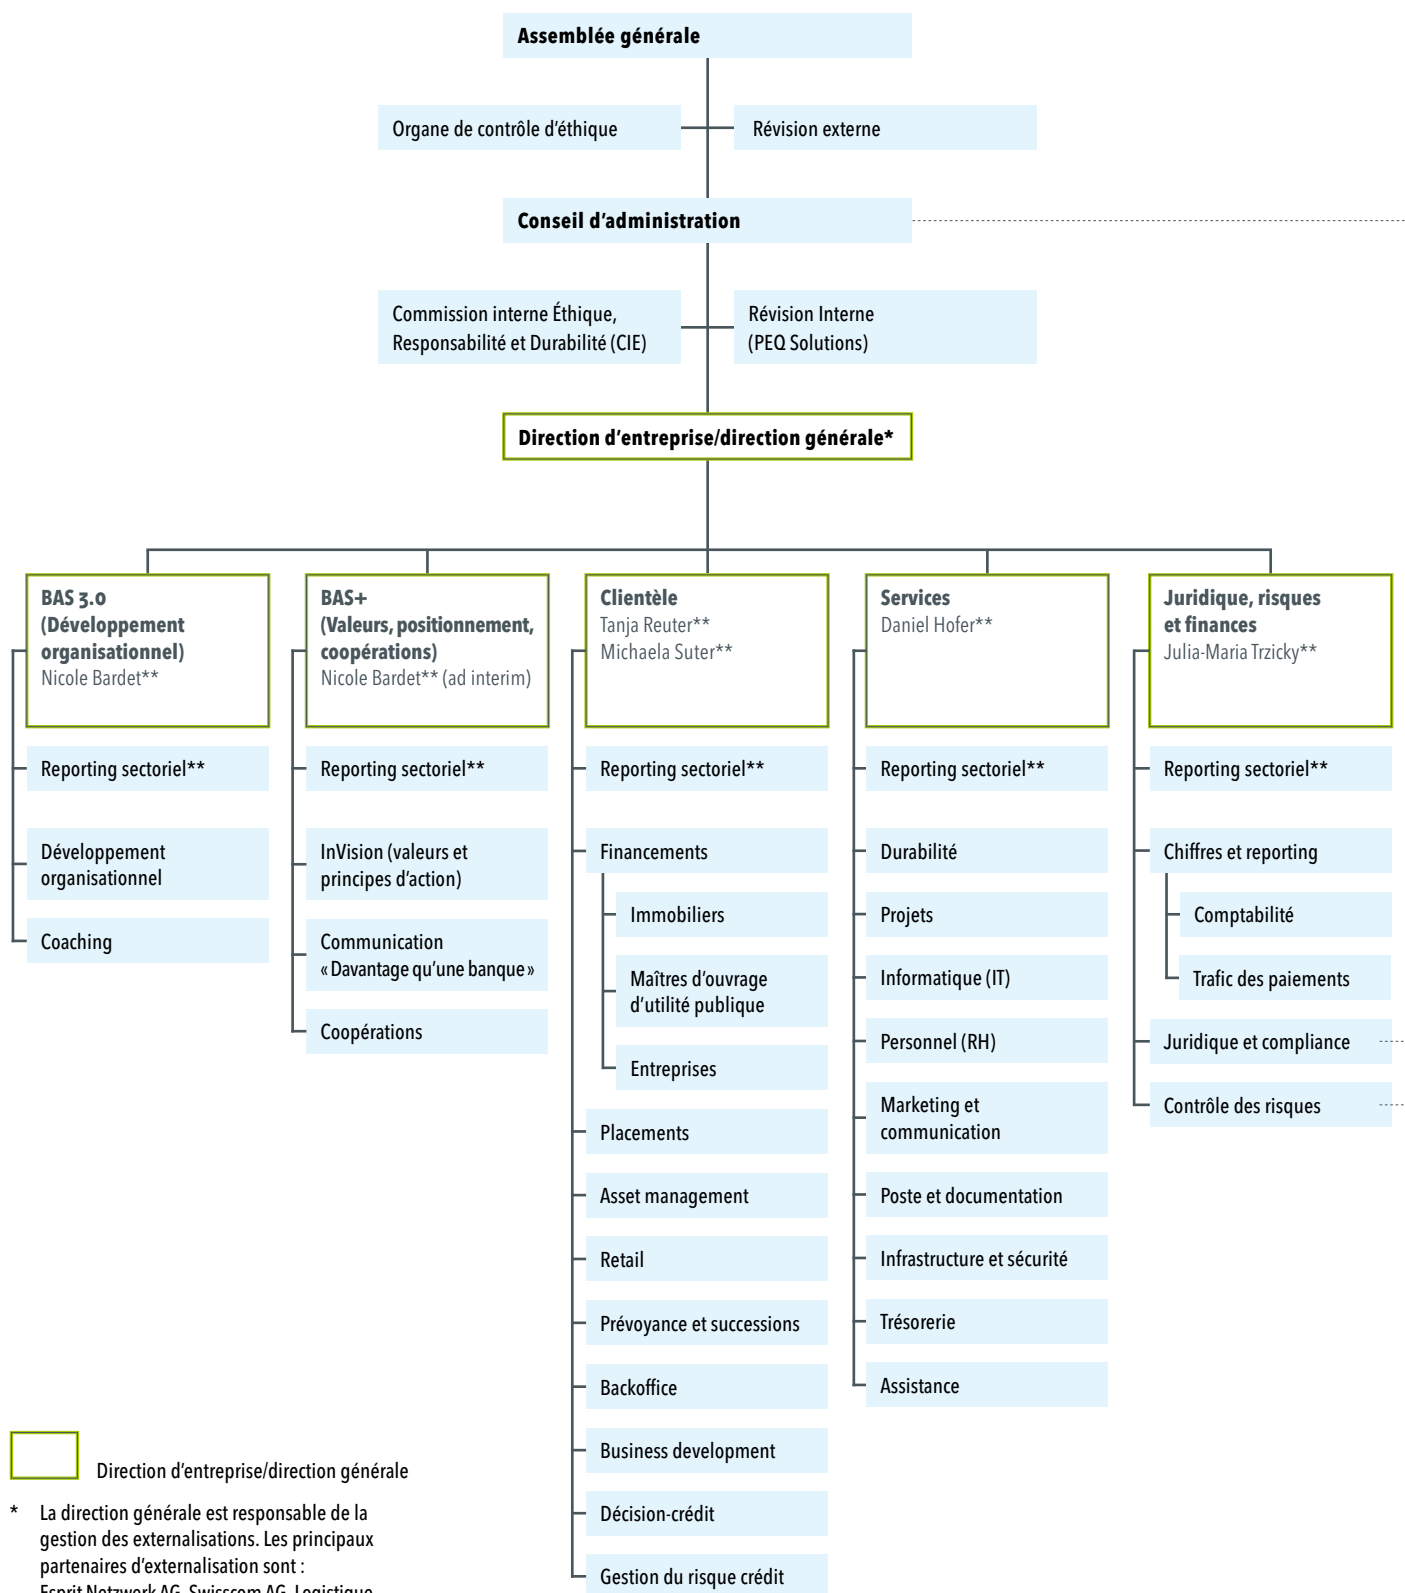 Assemblée générale
Organe de contrôle d'éthique
Révision externe
Conseil d'administration
Commission interne Éthique,
Responsabilité et Durabilité (CIE)
Révision Interne
(PEQ Solutions)
Direction d'entreprise/direction générale*
BAS 3.0
(Développement
organisationnel)
Nicole Bardet**
Reporting sectoriel**
Développement
organisationnel
Coaching
BAS+
(Valeurs, positionnement,
coopérations)
Nicole Bardet** (ad interim)
Reporting sectoriel**
InVision (valeurs et
principes d'action)
Communication
« Davantage qu'une banque »
Coopérations
Clientèle
Tanja Reuter**
Michaela Suter**
Reporting sectoriel**
Financements
Immobiliers
Maîtres d'ouvrage
d'utilité publique
Entreprises
Placements
Asset management
Retail
Prévoyance et successions
Backoffice
Business development
Décision-crédit
Gestion du risque crédit
Services
Daniel Hofer**
Reporting sectoriel**
Durabilité
Projets
Informatique (IT)
Personnel (RH)
Marketing et
communication
Poste et documentation
Infrastructure et sécurité
Trésorerie
Assistance
Juridique, risques
et finances
Julia-Maria Trzicky**
Reporting sectoriel**
Chiffres et reporting
Comptabilité
Trafic des paiements
Juridique et compliance
Contrôle des risques
Direction d'entreprise/direction générale
* La direction générale est responsable de la
gestion des externalisations. Les principaux
partenaires d'externalisation sont :
Esprit Netzwerk AG, Swisscom AG, Logistique